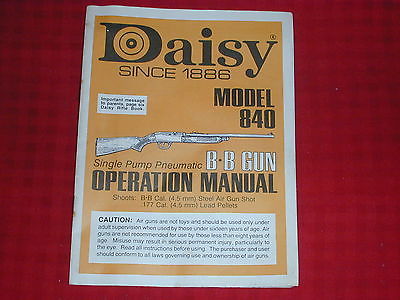 Daisy®
SINCE 1886
Important message
to parents, page six
Daisy Rifle Book.
MODEL
840
Single Pump Pneumatic B·B GUN
OPERATION MANUAL
Shoots: B·B Cal. (4.5 mm) Steel Air Gun Shot
.177 Cal. (4.5 mm) Lead Pellets
CAUTION: Air guns are not toys and should be used only under
adult supervision when used by those under sixteen years of age. Air
guns are not recommended for use by those less than eight years of
age. Misuse may result in serious permanent injury, particularly to
the eye. Read all instructions before using. The purchaser and user
should conform to all laws governing use and ownership of air guns